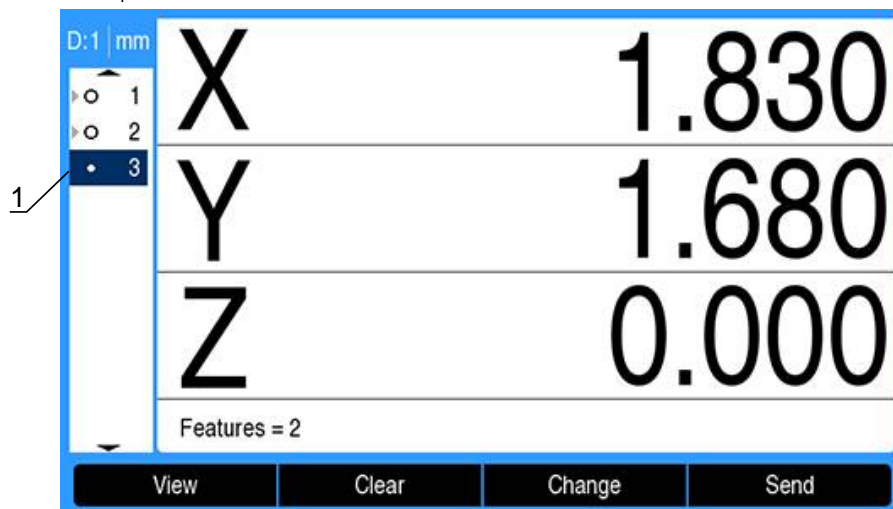 D:1 mm
1
2
3
1
X 1.830
Y 1.680
Z 0.000
Features = 2
View Clear Change Send